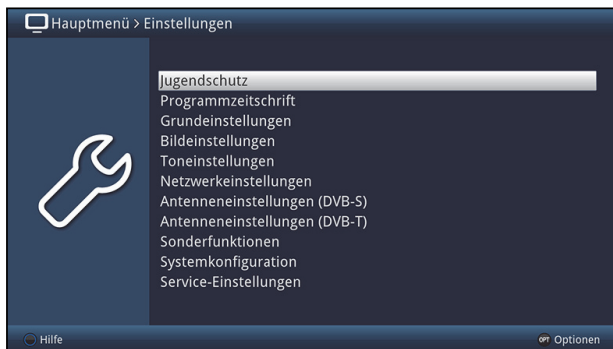 Hauptmenü > Einstellungen
Jugendschutz
Programmzeitschrift
Grundeinstellungen
Bildeinstellungen
Toneinstellungen
Netzwerkeinstellungen
Antenneneinstellungen (DVB-S)
Antenneneinstellungen (DVB-T)
Sonderfunktionen
Systemkonfiguration
Service-Einstellungen
Hilfe OPT Optionen